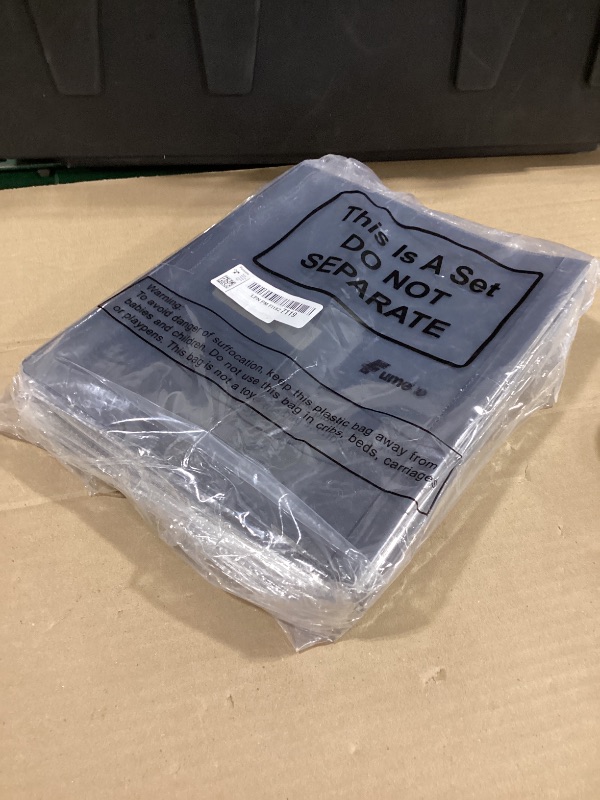 This Is A Set
DO NOT
SEPARATE
Warning
To avoid danger of suffocation, keep this plastic bag away from
babies and children. Do not use this bag in cribs, beds, carriages
or playpens. This bag is not a toy.